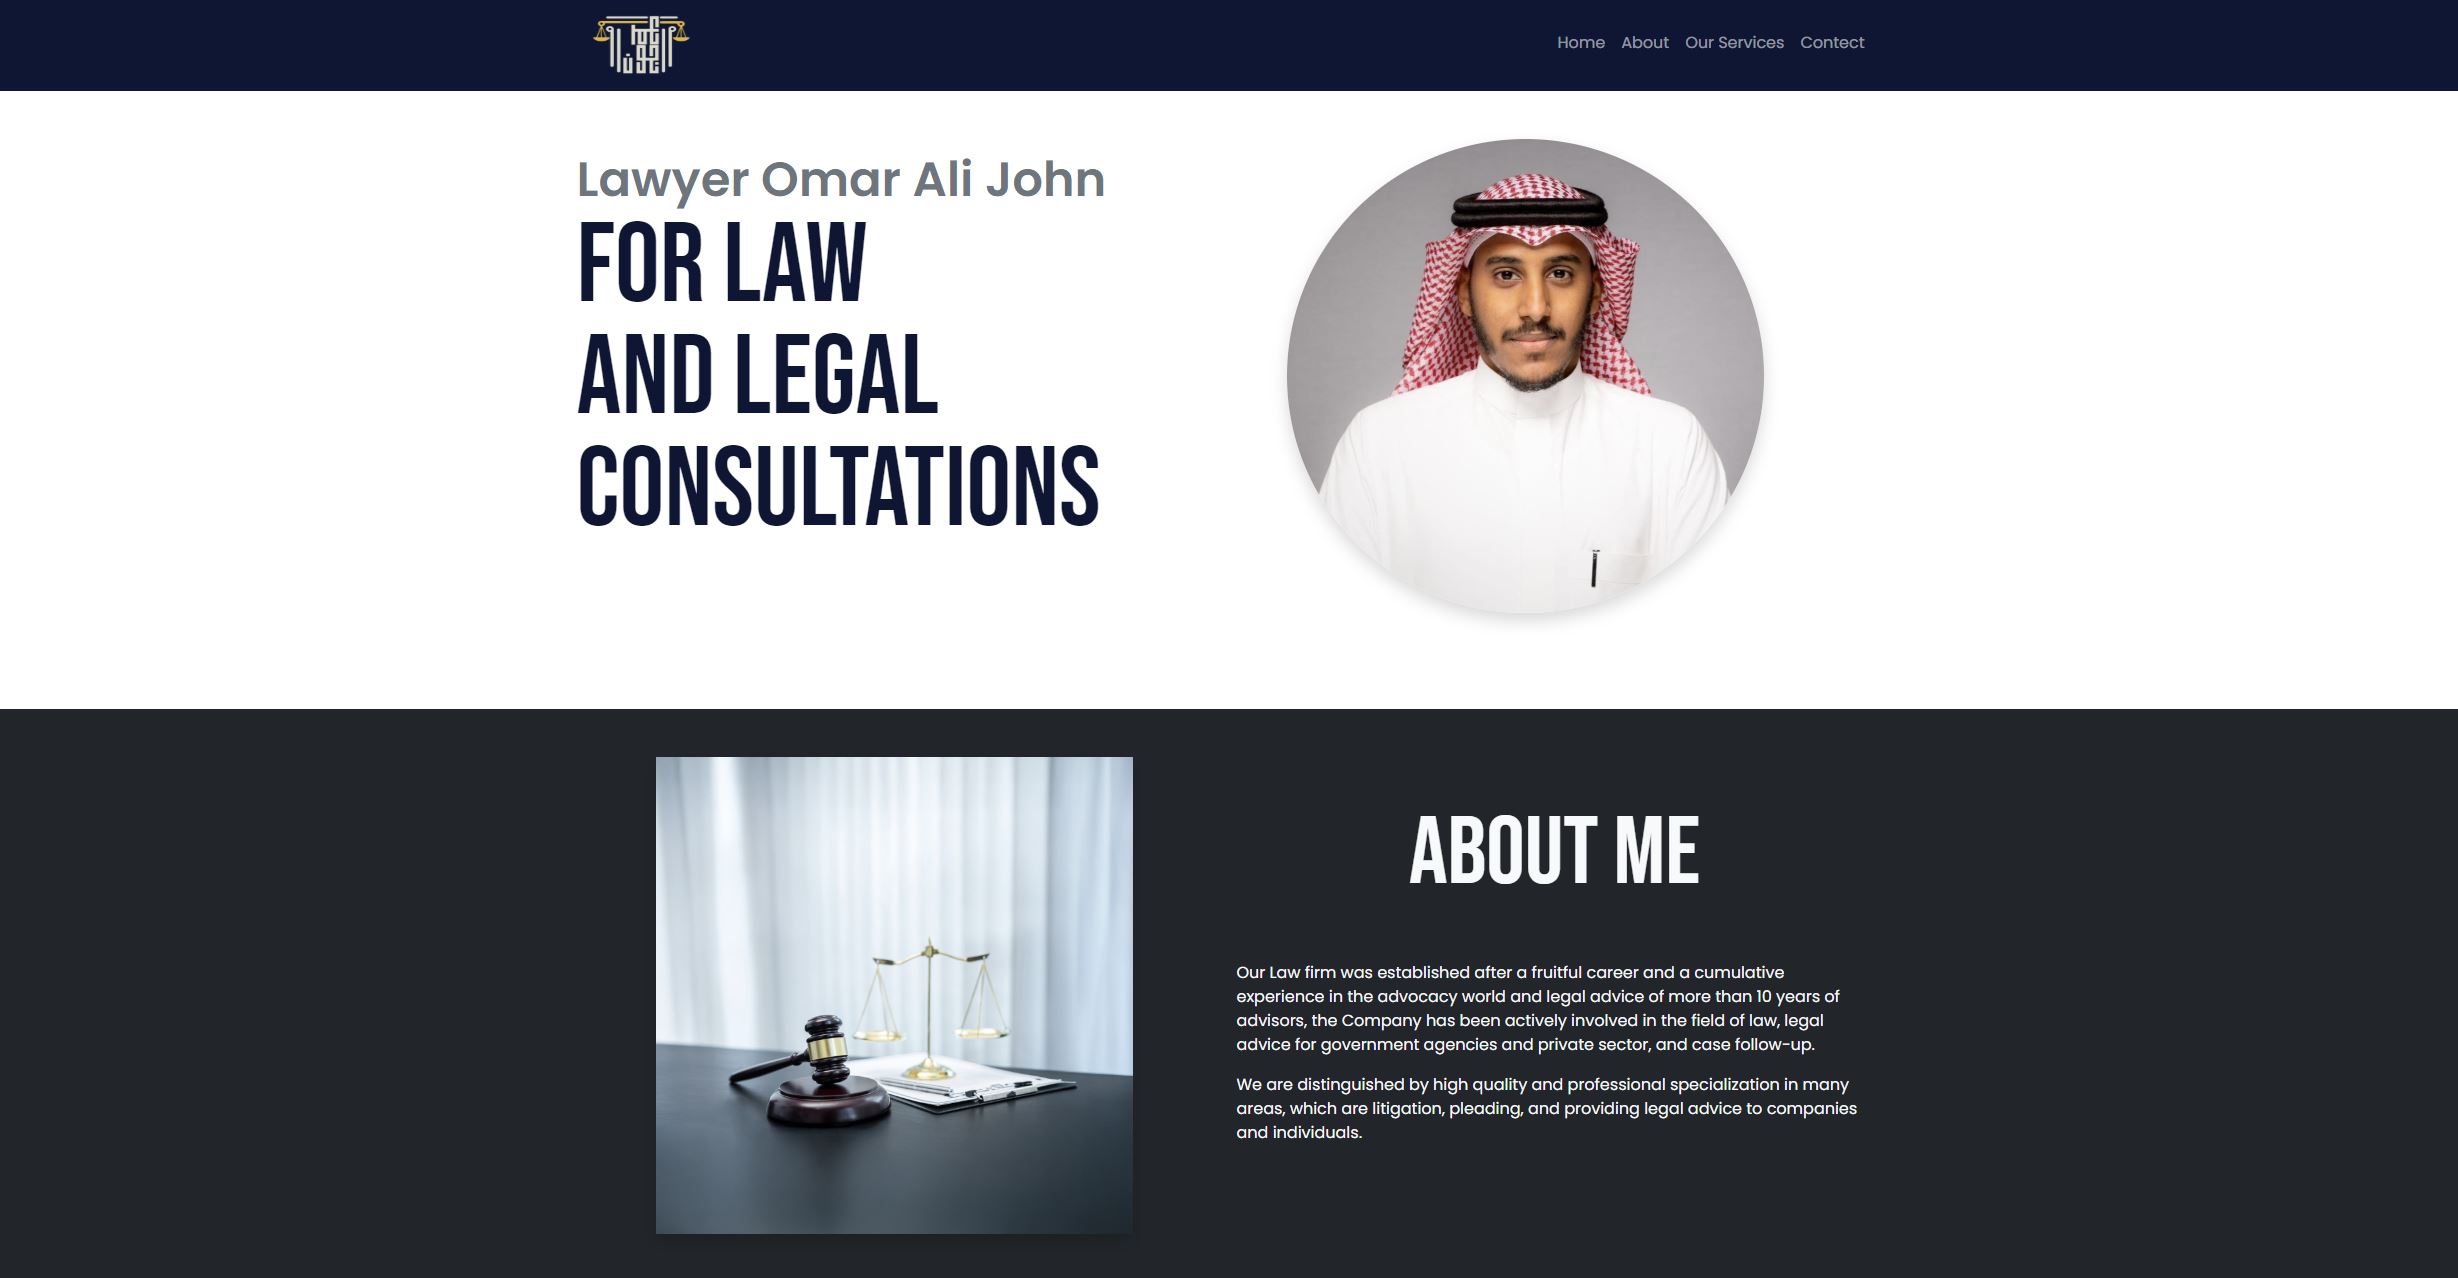 Home About Our Services Contect
Lawyer Omar Ali John
FOR LAW
AND LEGAL
CONSULTATIONS
ABOUT ME
Our Law firm was established after a fruitful career and a cumulative
experience in the advocacy world and legal advice of more than 10 years of
advisors, the Company has been actively involved in the field of law, legal
advice for government agencies and private sector, and case follow-up.
We are distinguished by high quality and professional specialization in many
areas, which are litigation, pleading, and providing legal advice to companies
and individuals.